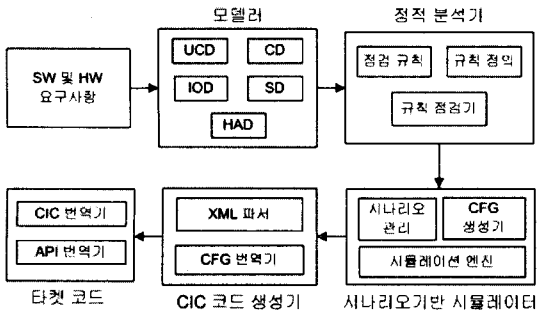 모델러
정적 분석기
SW 및 HW
요구사항
UCD
CD
IOD
SD
HAD
점검 규칙
규칙 정의
규칙 점검기
CIC 번역기
API 번역기
XML 파서
CFG 번역기
시나리오
관리
CFG
생성기
시뮬레이션 엔진
타켓 코드
CIC 코드 생성기
시나리오기반 시뮬레이터